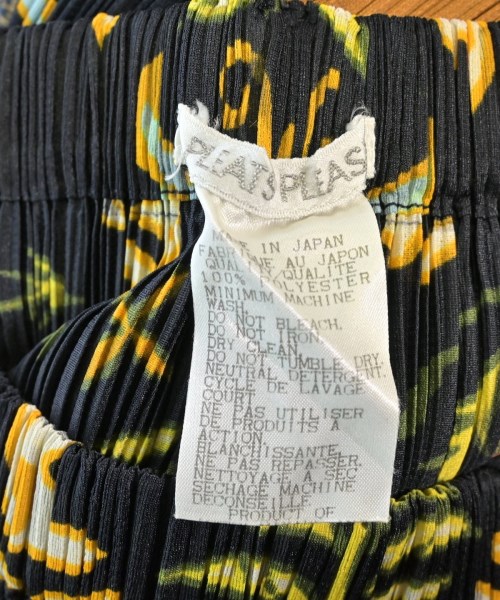 PLEATS PLEAS
MADE IN JAPAN
FABRIQUE AU JAPON
QUALITY/QUALITE
100% POLYESTER
MINIMUM MACHINE
WASH.
DO NOT BLEACH.
DO NOT IRON.
DRY CLEAN.
DO NOT TUMBLE DRY.
NEUTRAL DETERGENT.
CYCLE DE LAVAGE
COURT
NE PAS UTILISER
DE PRODUITS A
ACTION.
BLANCHISSANTE.
NE PAS REPASSER.
NETTOYAGE A SEC
SECHAGE MACHINE
DECONSEILLE
PRODUCT OF